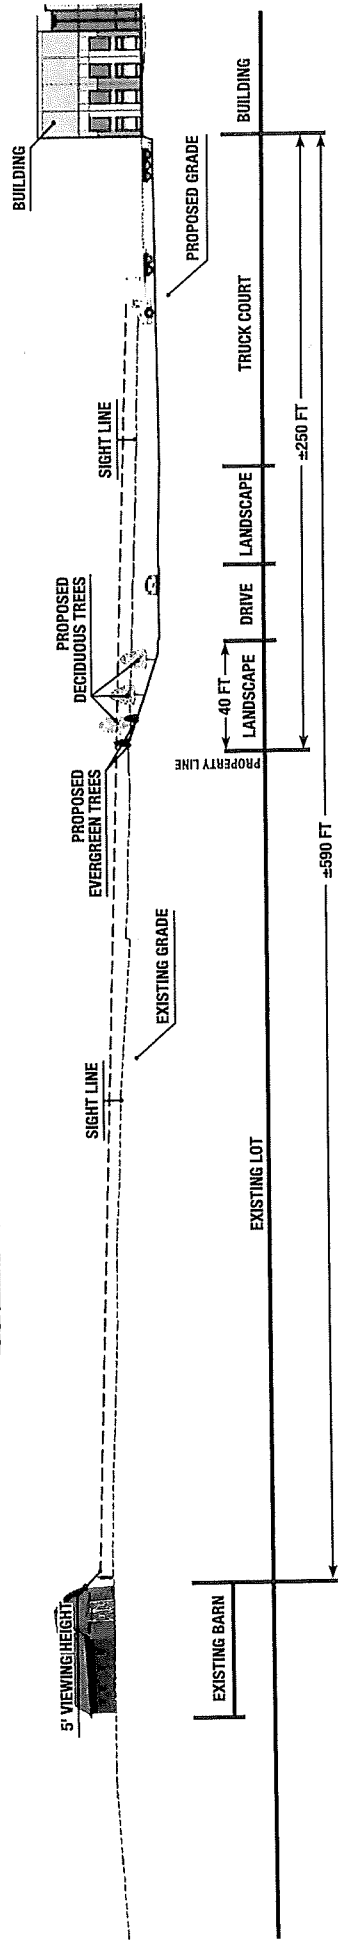 5' VIEWING HEIGHT
SIGHT LINE
EXISTING GRADE
PROPOSED
EVERGREEN TREES
PROPOSED
DECIDUOUS TREES
SIGHT LINE
PROPOSED GRADE
BUILDING
EXISTING BARN
EXISTING LOT
PROPERTY LINE
40 FT
LANDSCAPE
DRIVE
LANDSCAPE
TRUCK COURT
BUILDING
±250 FT
±590 FT